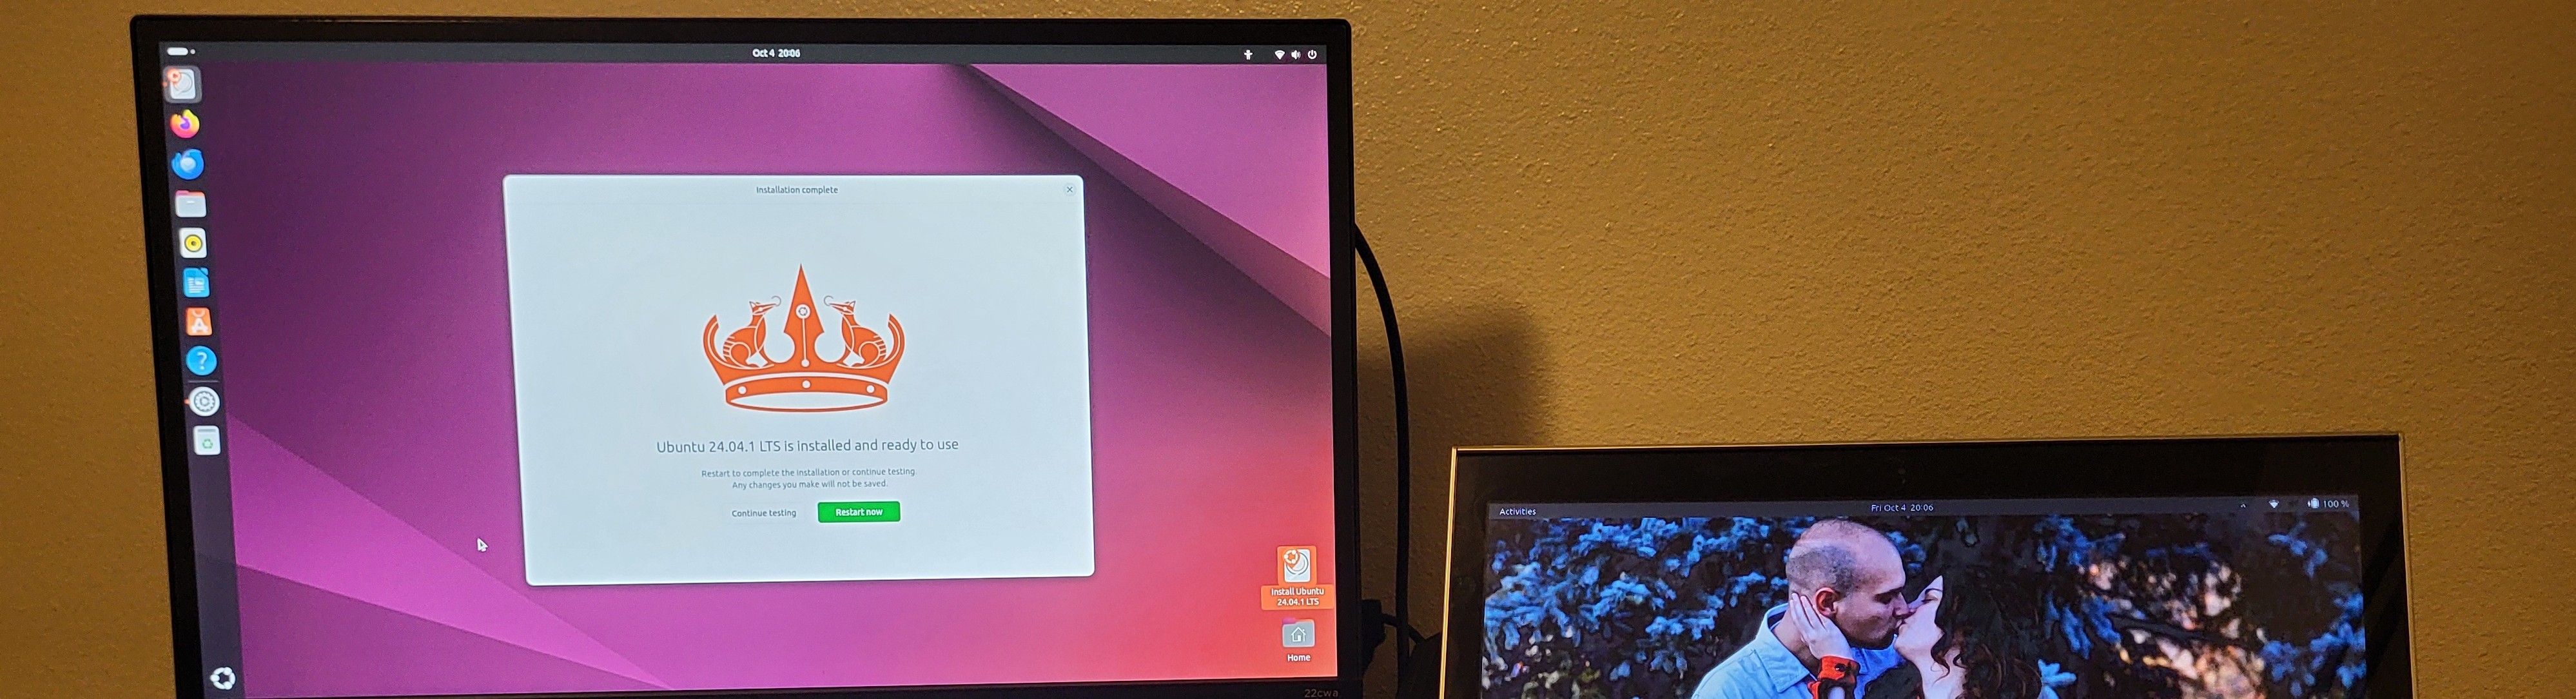 Oct 4 20:06
Installation complete
Ubuntu 24.04.1 LTS is installed and ready to use
Restart to complete the installation or continue testing.
Any changes you make will not be saved.
Continue testing
Restart now
Install Ubuntu
24.04.1 LTS
Home
22cwa
Activities
Fri Oct 4 20:06
100 %